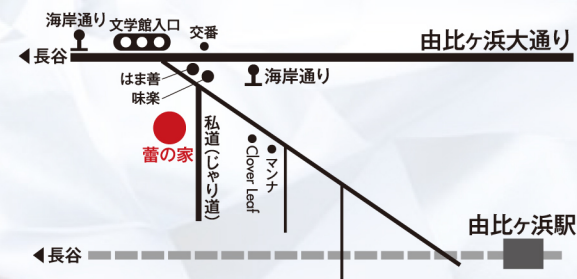 海岸通り
文学館入口
交番
由比ヶ浜大通り
◀長谷
はま善
味楽
海岸通り
蕾の家
私道(じゃり道)
Clover Leaf
マンナ
由比ヶ浜駅
◀長谷